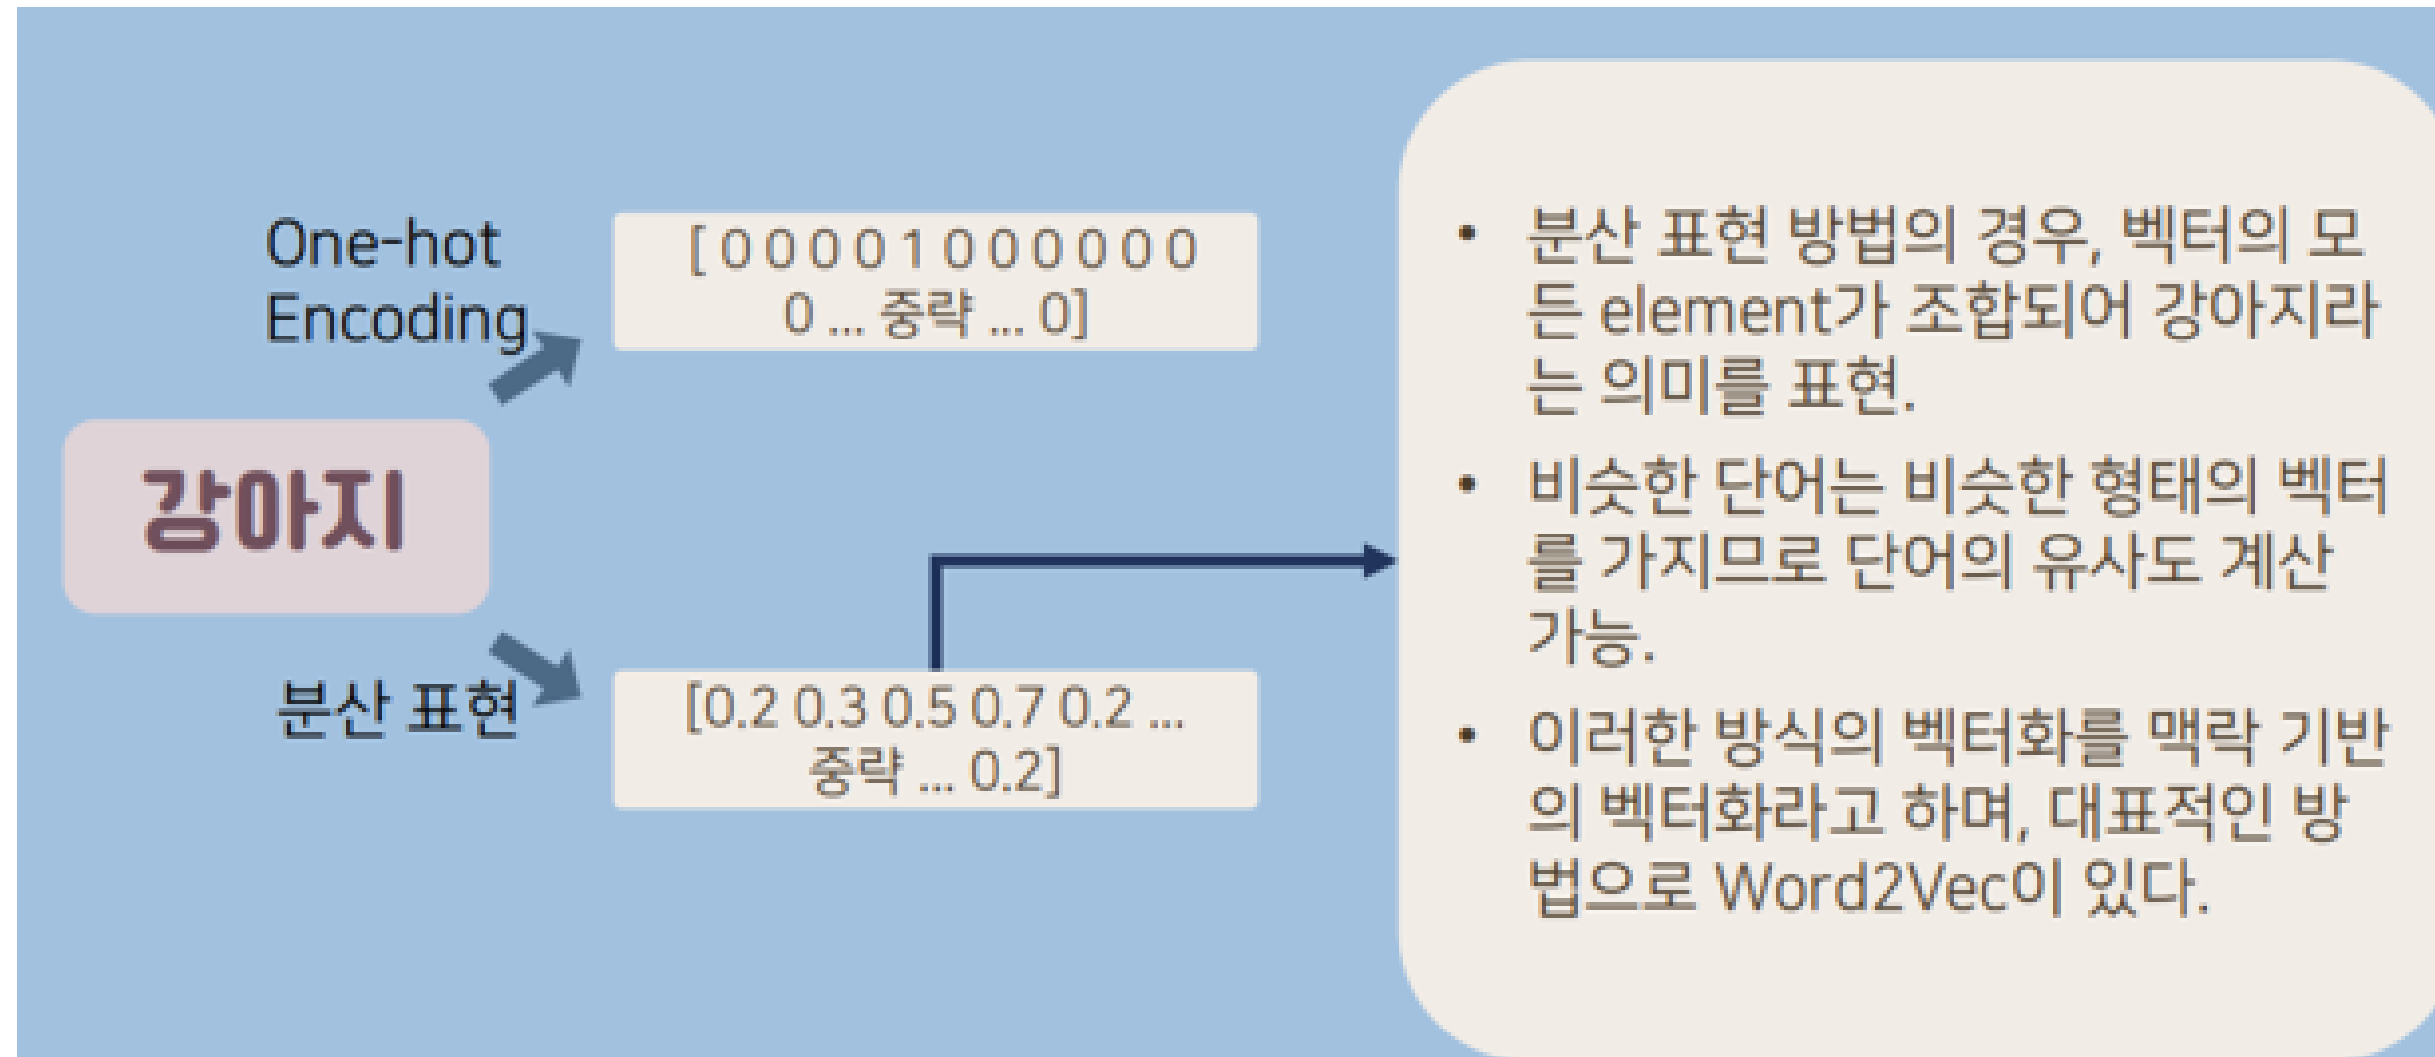 One-hot
Encoding
[ 0 0 0 0 1 0 0 0 0 0 0
0 ... 중략 ... 0]
강아지
분산 표현
[0.2 0.3 0.5 0.7 0.2 ...
중략 ... 0.2]
• 분산 표현 방법의 경우, 벡터의 모
든 element가 조합되어 강아지라
는 의미를 표현.
• 비슷한 단어는 비슷한 형태의 벡터
를 가지므로 단어의 유사도 계산
가능.
• 이러한 방식의 벡터화를 맥락 기반
의 벡터화라고 하며, 대표적인 방
법으로 Word2Vec이 있다.